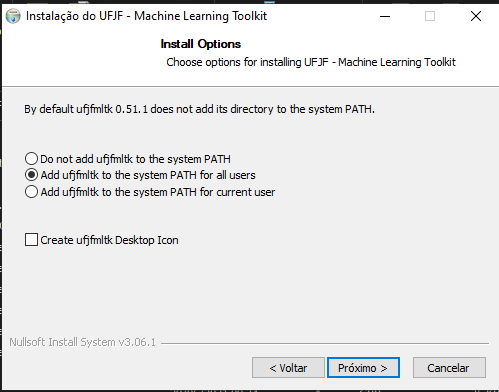 Instalação do UFJF - Machine Learning Toolkit
Install Options
Choose options for installing UFJF - Machine Learning Toolkit
By default ufjfmltk 0.51.1 does not add its directory to the system PATH.
Do not add ufjfmltk to the system PATH
Add ufjfmltk to the system PATH for all users
Add ufjfmltk to the system PATH for current user
Create ufjfmltk Desktop Icon
Nullsoft Install System v3.06.1
< Voltar
Próximo >
Cancelar